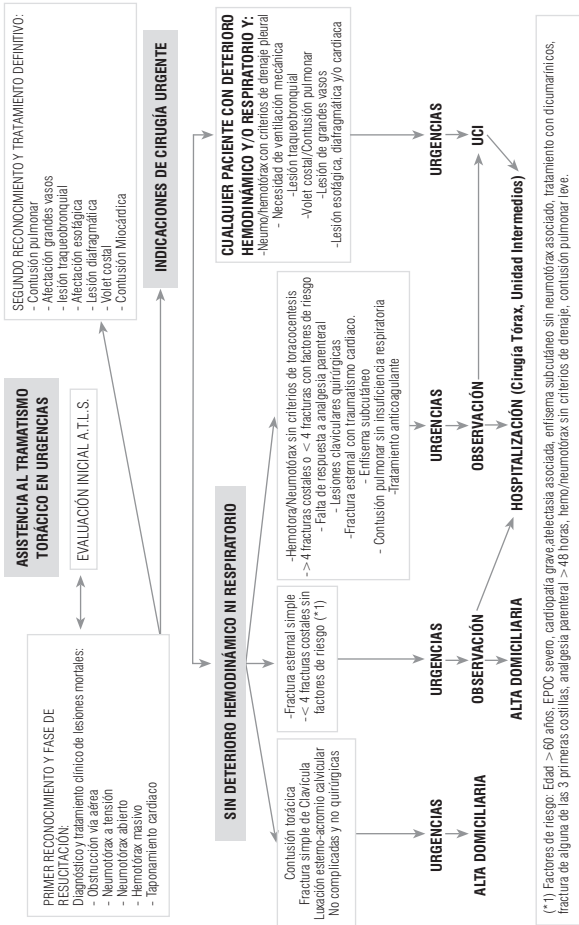 ASISTENCIA AL TRAMATISMO
TORÁCICO EN URGENCIAS
EVALUACIÓN INICIAL A.T.L.S.
PRIMER RECONOCIMIENTO Y FASE DE
RESUCITACIÓN:
Diagnóstico y tratamiento clínico de lesiones mortales:
- Obstrucción vía aérea
- Neumotórax a tensión
- Neumotórax abierto
- Hemotórax masivo
- Taponamiento cardiaco
SEGUNDO RECONOCIMIENTO Y TRATAMIENTO DEFINITIVO:
- Contusión pulmonar
- Afectación grandes vasos
- lesión traqueobronquial
- Afectación esofágica
- Lesión diafragmática
- Volet costal
- Contusión Miocárdica
INDICACIONES DE CIRUGÍA URGENTE
SIN DETERIORO HEMODINÁMICO NI RESPIRATORIO
CUALQUIER PACIENTE CON DETERIORO
HEMODINÁMICO Y/O RESPIRATORIO Y:
-Neumo/hemotórax con criterios de drenaje pleural
- Necesidad de ventilación mecánica
-Lesión traqueobronquial
-Volet costal/Contusión pulmonar
-Lesión de grandes vasos
-Lesión esofágica, diafragmática y/o cardiaca
Contusión torácica
Fractura simple de Clavícula
Luxación esterno-acromio calvicular
No complicadas y no quirúrgicas
-Fractura esternal simple
-< 4 fracturas costales sin
factores de riesgo (*1)
-Hemotora/Neumotórax sin criterios de toracocentesis
-> 4 fracturas costales o < 4 fracturas con factores de riesgo
- Falta de respuesta a analgesia parenteral
- Lesiones claviculares quirúrgicas
-Fractura esternal con traumatismo cardiaco.
- Enfisema subcutáneo
- Contusión pulmonar sin insuficiencia respiratoria
-Tratamiento anticoagulante
URGENCIAS
URGENCIAS
URGENCIAS
URGENCIAS
ALTA DOMICILIARIA
OBSERVACIÓN
OBSERVACIÓN
UCI
ALTA DOMICILIARIA
HOSPITALIZACIÓN (Cirugía Tórax, Unidad Intermedios)
(*1) Factores de riesgo: Edad > 60 años, EPOC severo, cardiopatía grave,atelectasia asociada, enfisema subcutáneo sin neumotórax asociado, tratamiento con dicumarínicos,
fractura de alguna de las 3 primeras costillas, analgesia parenteral > 48 horas, hemo/neumotórax sin criterios de drenaje, contusión pulmonar leve.